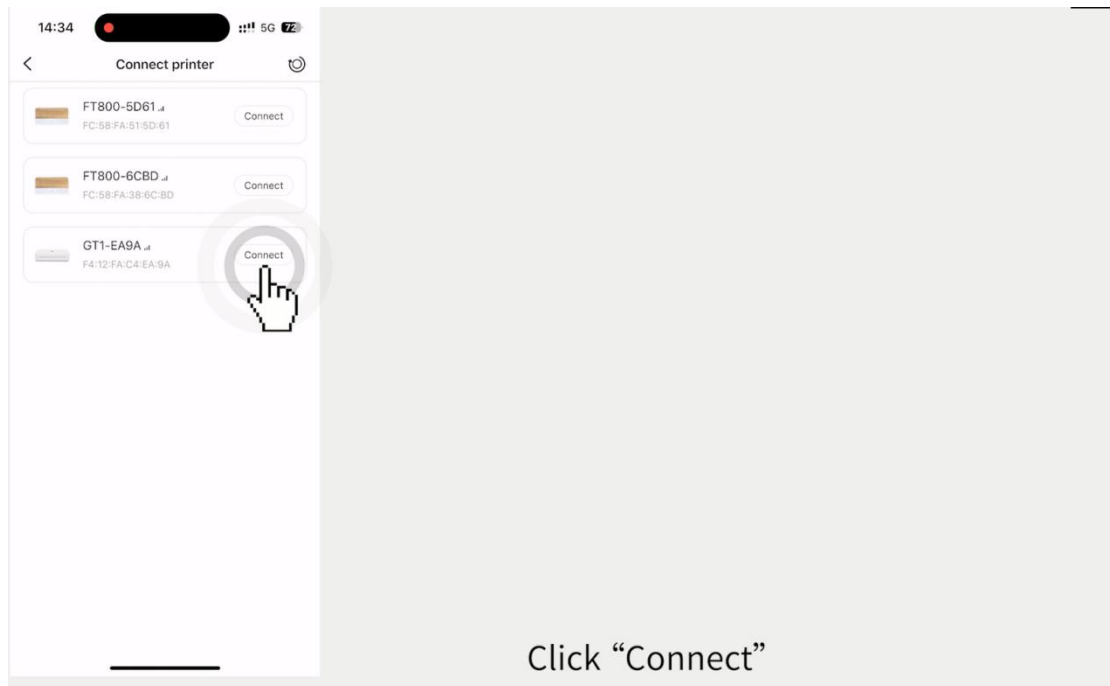 14:34
5G 72
Connect printer
FT800-5D61
FC:58:FA:51:5D:61
Connect
FT800-6CBD
FC:58:FA:38:6C:BD
Connect
GT1-EA9A
F4:12:FA:C4:EA:9A
Connect
Click “Connect”